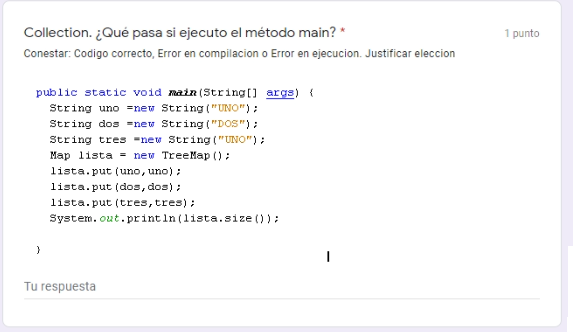 Collection. ¿Qué pasa si ejecuto el método main? * 1 punto
Conestar: Codigo correcto, Error en compilacion o Error en ejecucion. Justificar eleccion
public static void main(String[] args) {
String uno =new String("UNO");
String dos =new String("DOS");
String tres =new String("UNO");
Map lista = new TreeMap();
lista.put(uno,uno);
lista.put(dos,dos);
lista.put(tres,tres);
System.out.println(lista.size());
}
Tu respuesta